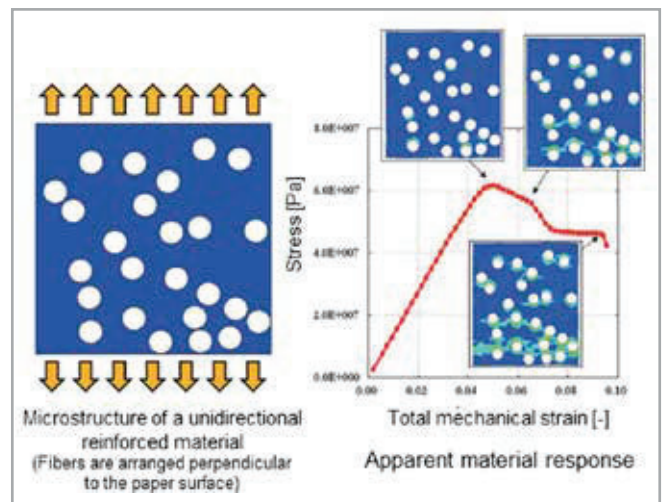 8.0E+007
6.0E+007
4.0E+007
2.0E+007
0.0E+000
Stress [Pa]
0.00 0.02 0.04 0.06 0.08 0.10
Total mechanical strain [-]
Apparent material response
Microstructure of a unidirectional
reinforced material
(Fibers are arranged perpendicular
to the paper surface)